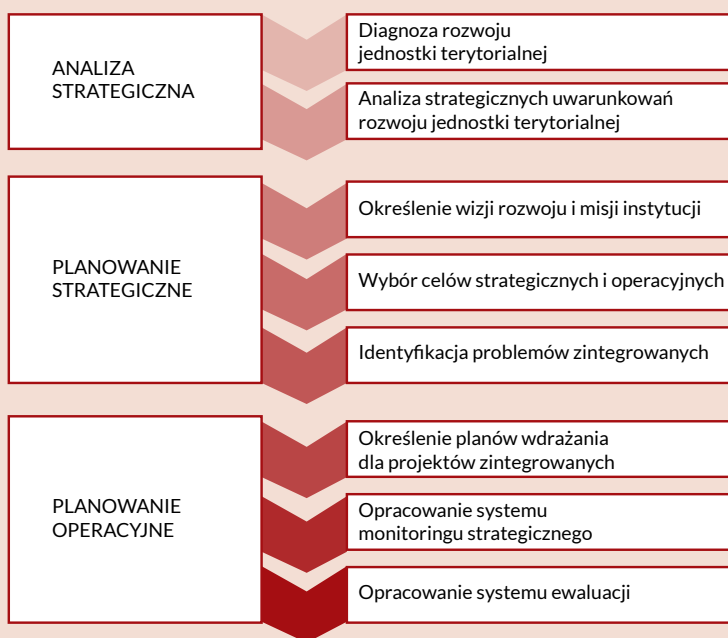 ANALIZA
STRATEGICZNA
Diagnoza rozwoju
jednostki terytorialnej
Analiza strategicznych uwarunkowań
rozwoju jednostki terytorialnej
PLANOWANIE
STRATEGICZNE
Określenie wizji rozwoju i misji instytucji
Wybór celów strategicznych i operacyjnych
Identyfikacja problemów zintegrowanych
PLANOWANIE
OPERACYJNE
Określenie planów wdrażania
dla projektów zintegrowanych
Opracowanie systemu
monitoringu strategicznego
Opracowanie systemu ewaluacji